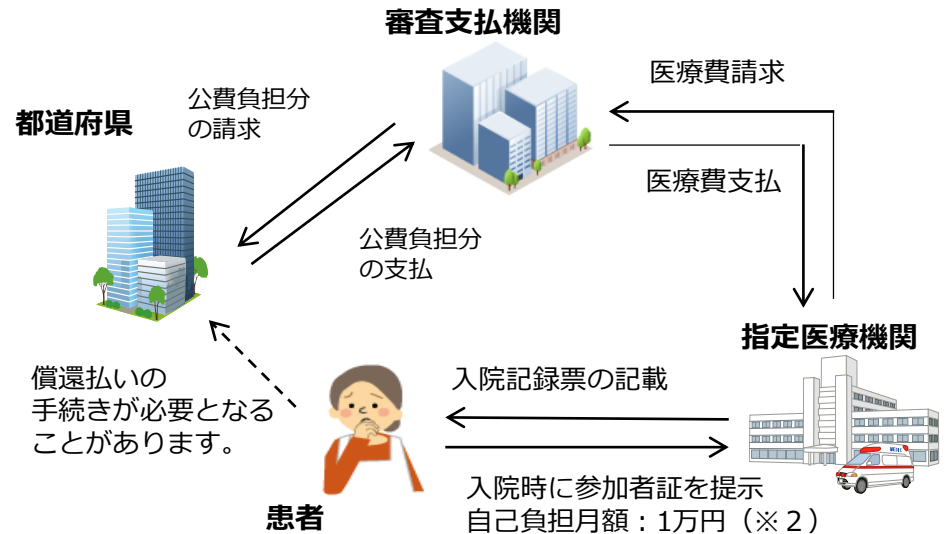 審査支払機関
医療費請求
公費負担分
の請求
都道府県
医療費支払
公費負担分
の支払
指定医療機関
償還払いの
手続きが必要となる
ことがあります。
入院記録票の記載
入院時に参加者証を提示
自己負担月額：1万円（※２）
患者